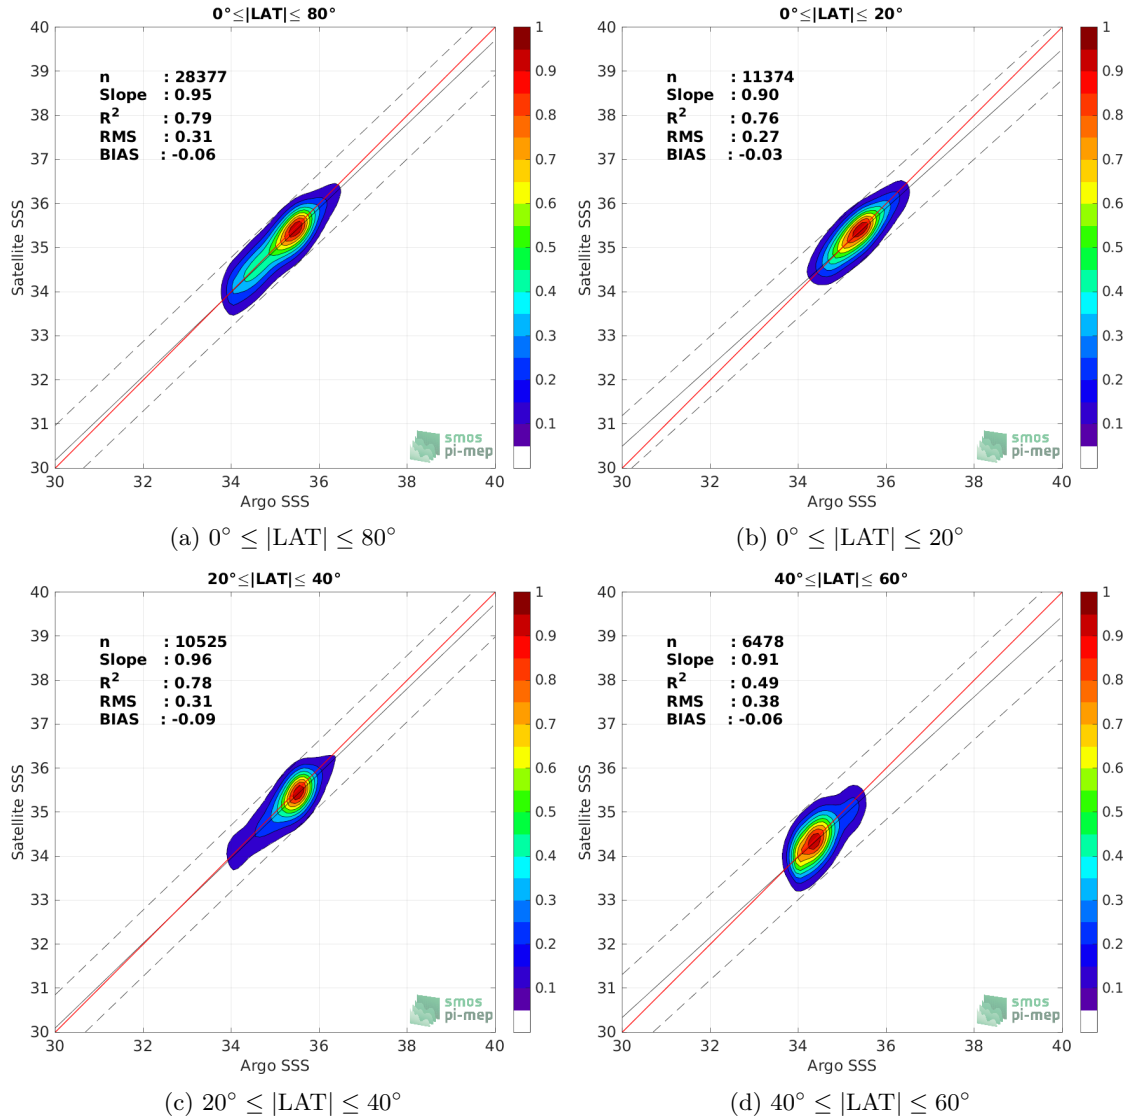 0°≤|LAT|≤ 80°
n : 28377
Slope : 0.95
R2 : 0.79
RMS : 0.31
BIAS : -0.06
Satellite SSS
40
39
38
37
36
35
34
33
32
31
30
30 32 34 36 38 40
Argo SSS
1
0.9
0.8
0.7
0.6
0.5
0.4
0.3
0.2
0.1
smos
pi-mep
(a) 0° ≤ |LAT| ≤ 80°
0°≤|LAT|≤ 20°
n : 11374
Slope : 0.90
R2 : 0.76
RMS : 0.27
BIAS : -0.03
Satellite SSS
40
39
38
37
36
35
34
33
32
31
30
30 32 34 36 38 40
Argo SSS
1
0.9
0.8
0.7
0.6
0.5
0.4
0.3
0.2
0.1
smos
pi-mep
(b) 0° ≤ |LAT| ≤ 20°
20°≤|LAT|≤ 40°
n : 10525
Slope : 0.96
R2 : 0.78
RMS : 0.31
BIAS : -0.09
Satellite SSS
40
39
38
37
36
35
34
33
32
31
30
30 32 34 36 38 40
Argo SSS
1
0.9
0.8
0.7
0.6
0.5
0.4
0.3
0.2
0.1
smos
pi-mep
(c) 20° ≤ |LAT| ≤ 40°
40°≤|LAT|≤ 60°
n : 6478
Slope : 0.91
R2 : 0.49
RMS : 0.38
BIAS : -0.06
Satellite SSS
40
39
38
37
36
35
34
33
32
31
30
30 32 34 36 38 40
Argo SSS
1
0.9
0.8
0.7
0.6
0.5
0.4
0.3
0.2
0.1
smos
pi-mep
(d) 40° ≤ |LAT| ≤ 60°